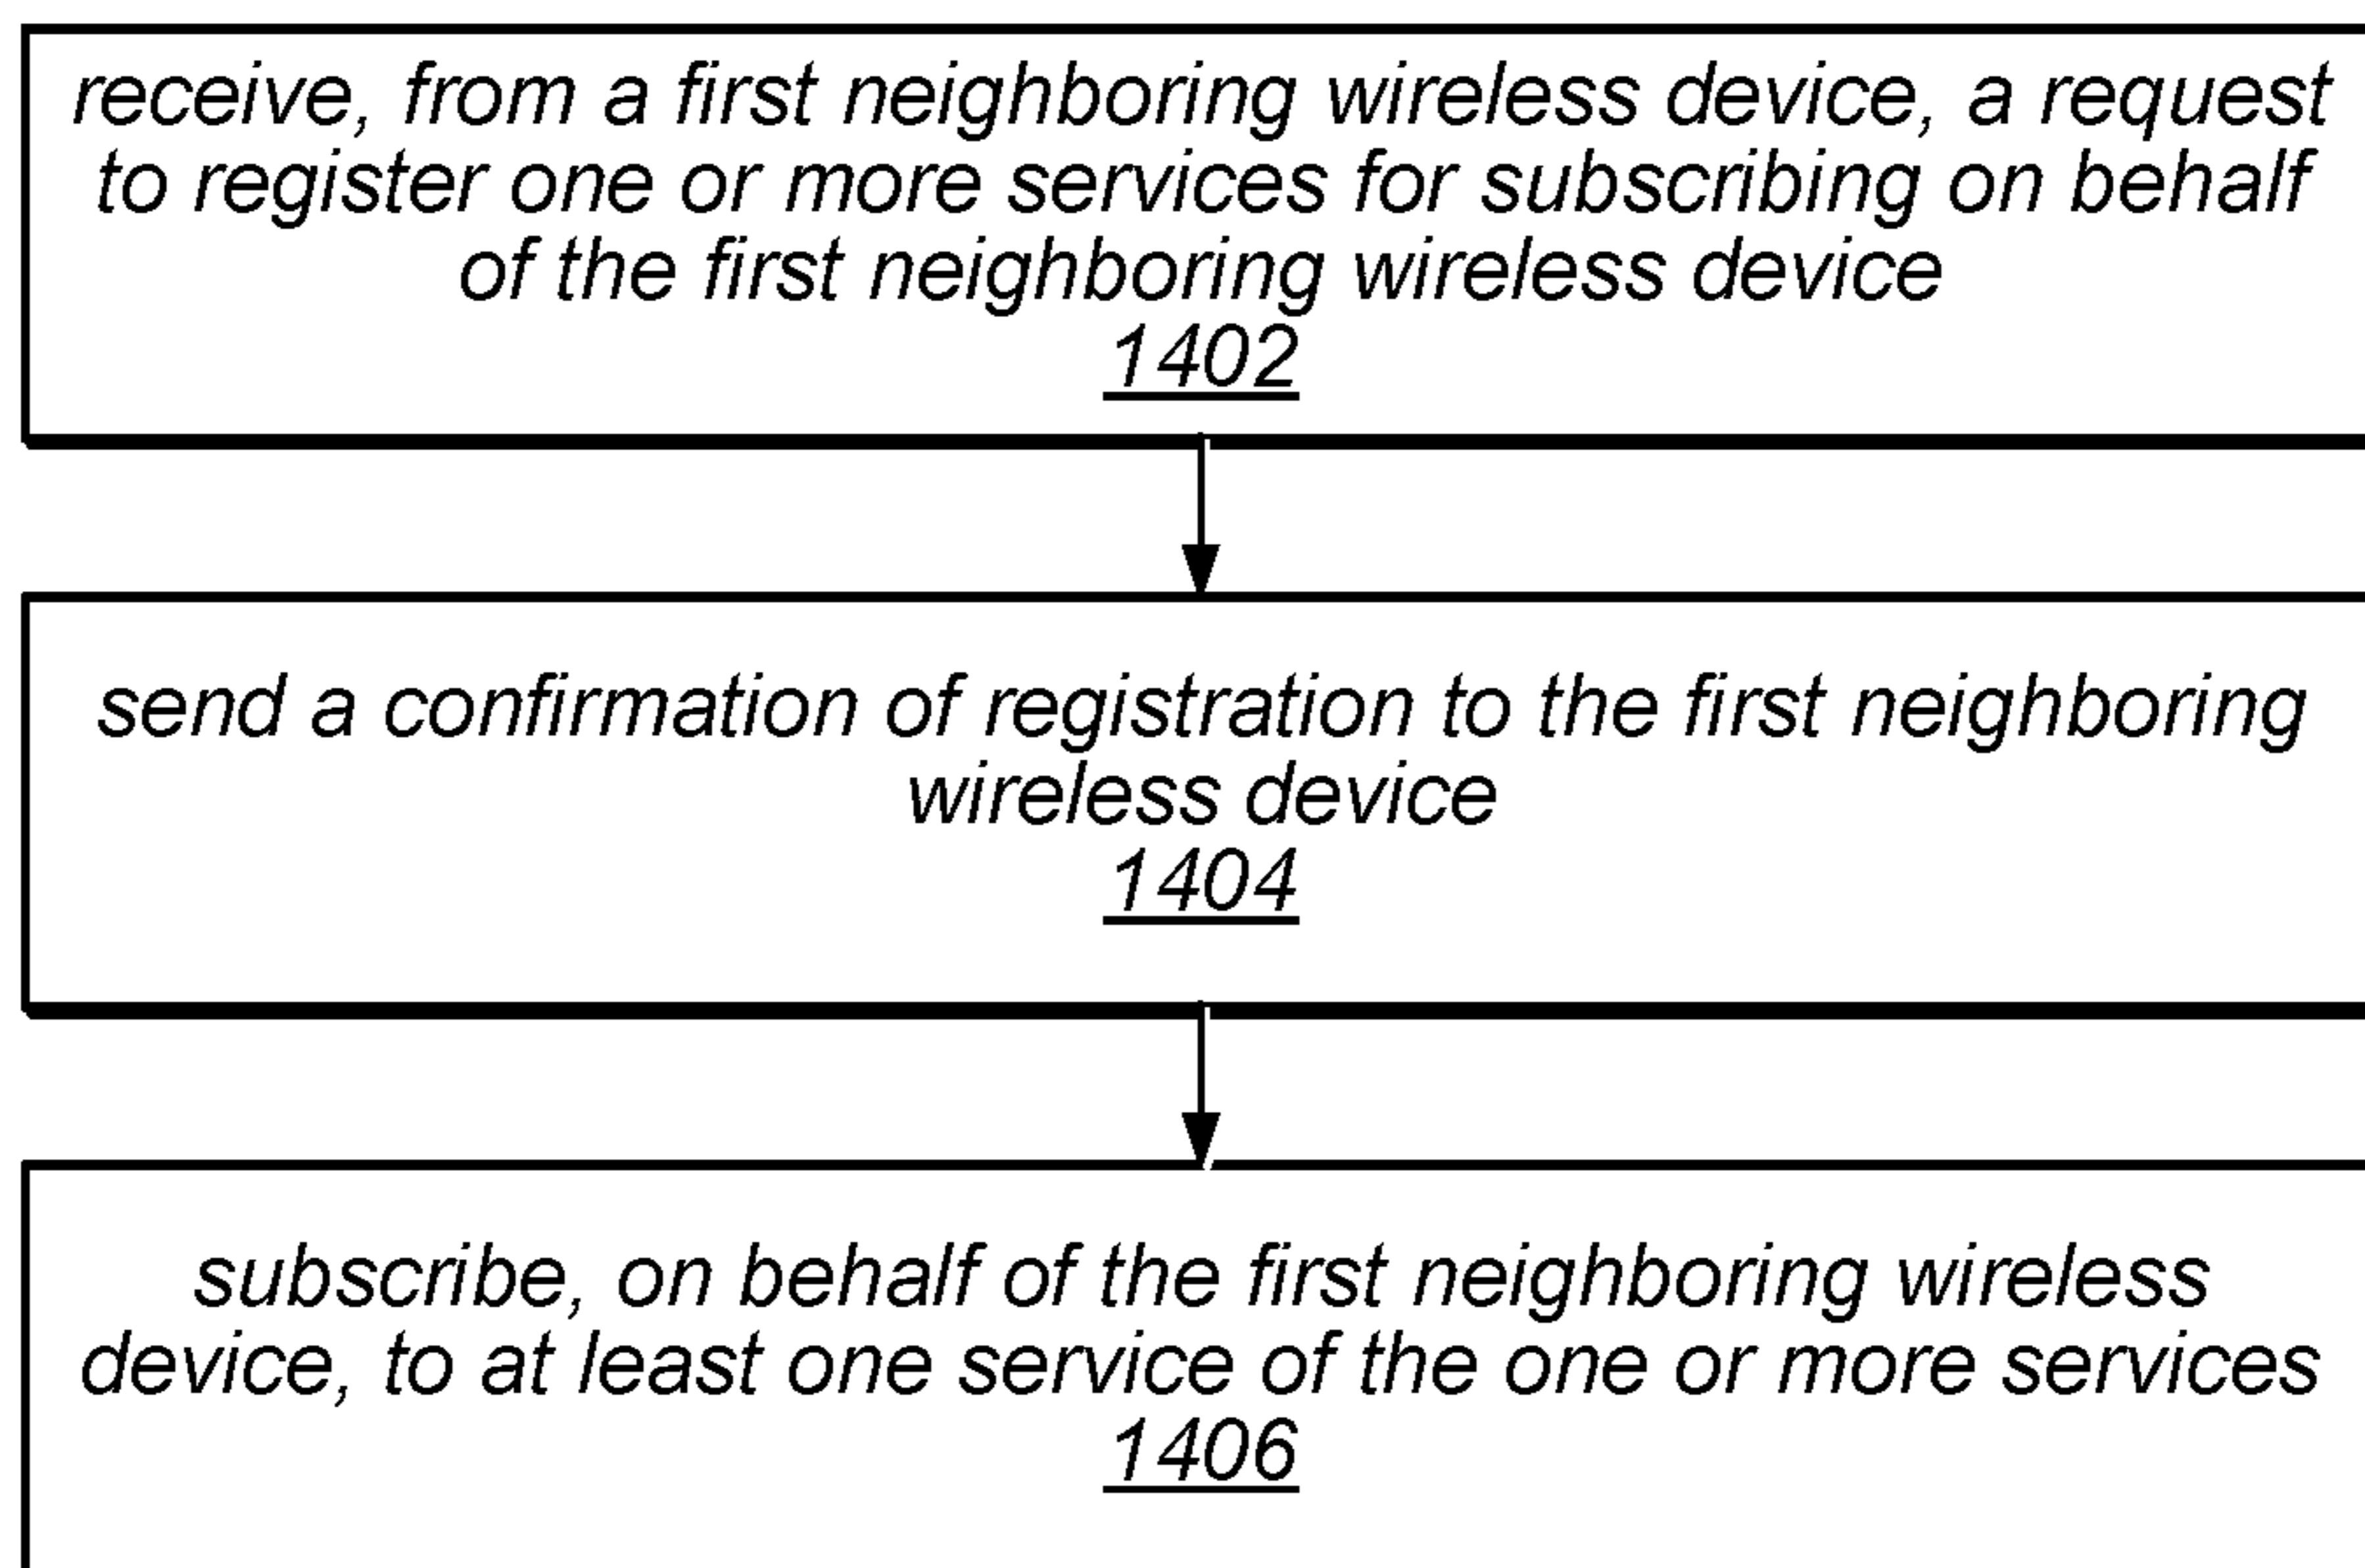 receive, from a first neighboring wireless device, a request
to register one or more services for subscribing on behalf
of the first neighboring wireless device
1402
send a confirmation of registration to the first neighboring
wireless device
1404
subscribe, on behalf of the first neighboring wireless
device, to at least one service of the one or more services
1406